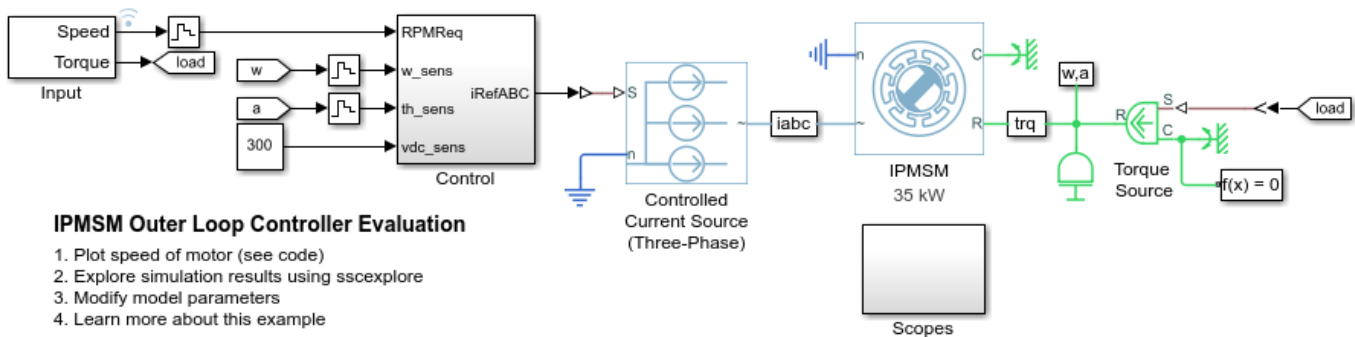 Speed
Torque
load
Input
w
a
300
RPMReq
w_sens
th_sens
vdc_sens
iRefABC
Control
S
n
~
Controlled
Current Source
(Three-Phase)
iabc
n
~
C
R
IPMSM
35 kW
trq
w,a
S
R
C
Torque
Source
load
f(x) = 0
Scopes
IPMSM Outer Loop Controller Evaluation
1. Plot speed of motor (see code)
2. Explore simulation results using sscexplore
3. Modify model parameters
4. Learn more about this example